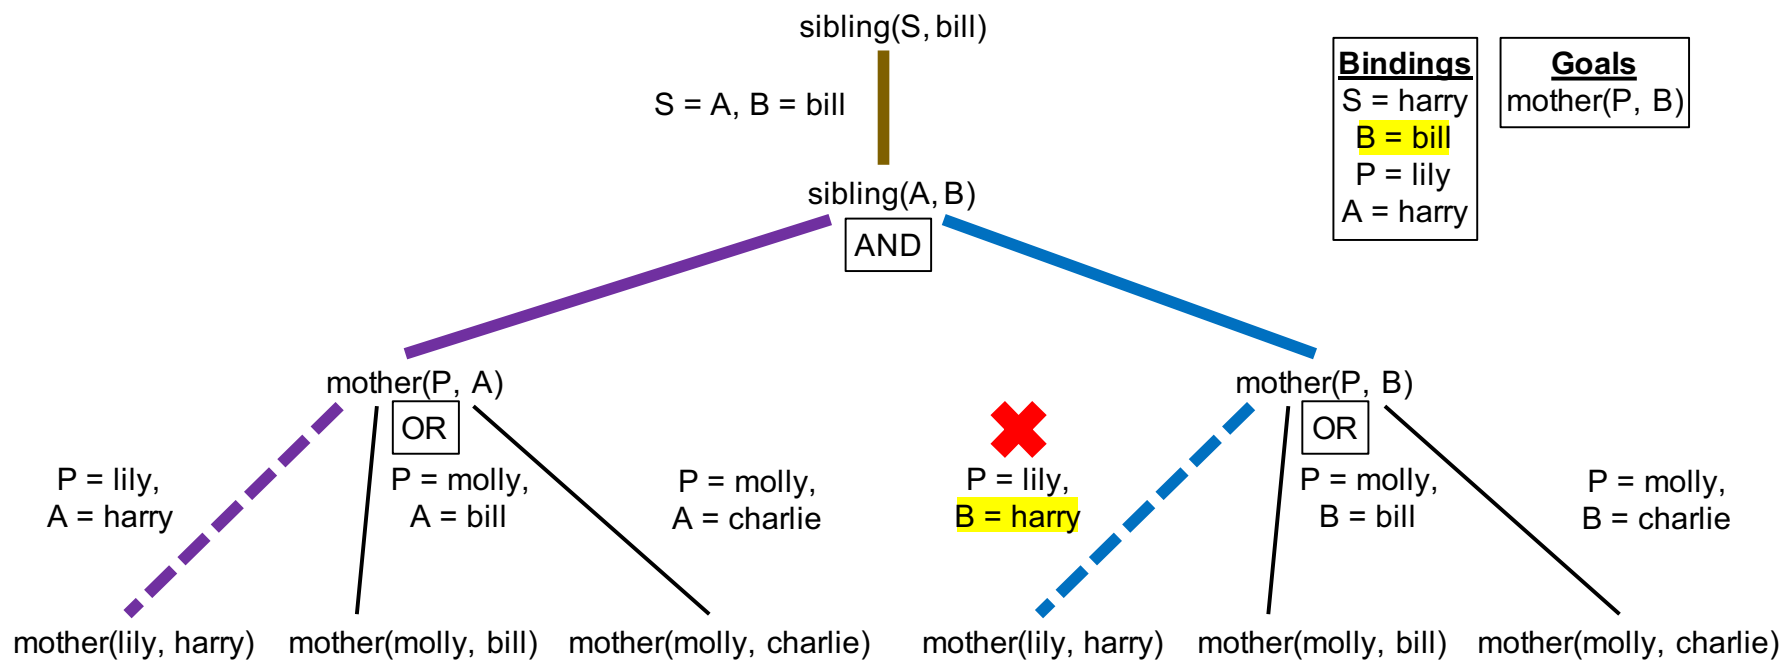 sibling(S, bill)
S = A, B = bill
sibling(A, B)
AND
Bindings
S = harry
B = bill
P = lily
A = harry
Goals
mother(P, B)
mother(P, A)
OR
P = lily,
A = harry
P = molly,
A = bill
P = molly,
A = charlie
mother(lily, harry)
mother(molly, bill)
mother(molly, charlie)
mother(P, B)
OR
P = lily,
B = harry
P = molly,
B = bill
P = molly,
B = charlie
mother(lily, harry)
mother(molly, bill)
mother(molly, charlie)